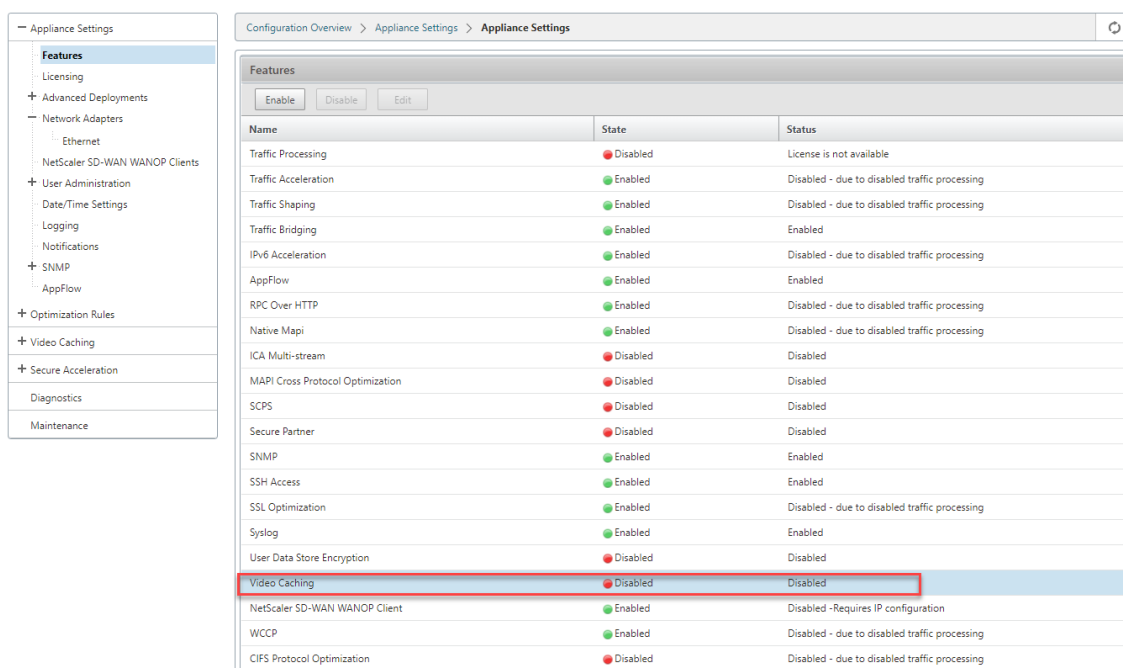 Appliance Settings
Features
Licensing
Advanced Deployments
Network Adapters
Ethernet
NetScaler SD-WAN WANOP Clients
User Administration
Date/Time Settings
Logging
Notifications
SNMP
AppFlow
Optimization Rules
Video Caching
Secure Acceleration
Diagnostics
Maintenance
Configuration Overview > Appliance Settings > Appliance Settings
Features
Enable Disable Edit
Name State Status
Traffic Processing Disabled License is not available
Traffic Acceleration Enabled Disabled - due to disabled traffic processing
Traffic Shaping Enabled Disabled - due to disabled traffic processing
Traffic Bridging Enabled Enabled
IPv6 Acceleration Enabled Disabled - due to disabled traffic processing
AppFlow Enabled Enabled
RPC Over HTTP Enabled Disabled - due to disabled traffic processing
Native Mapi Enabled Disabled - due to disabled traffic processing
ICA Multi-stream Disabled Disabled
MAPI Cross Protocol Optimization Disabled Disabled
SCPS Disabled Disabled
Secure Partner Disabled Disabled
SNMP Enabled Enabled
SSH Access Enabled Enabled
SSL Optimization Enabled Disabled - due to disabled traffic processing
Syslog Enabled Enabled
User Data Store Encryption Disabled Disabled
Video Caching Disabled Disabled
NetScaler SD-WAN WANOP Client Enabled Disabled -Requires IP configuration
WCCP Enabled Disabled - due to disabled traffic processing
CIFS Protocol Optimization Disabled Disabled - due to disabled traffic processing